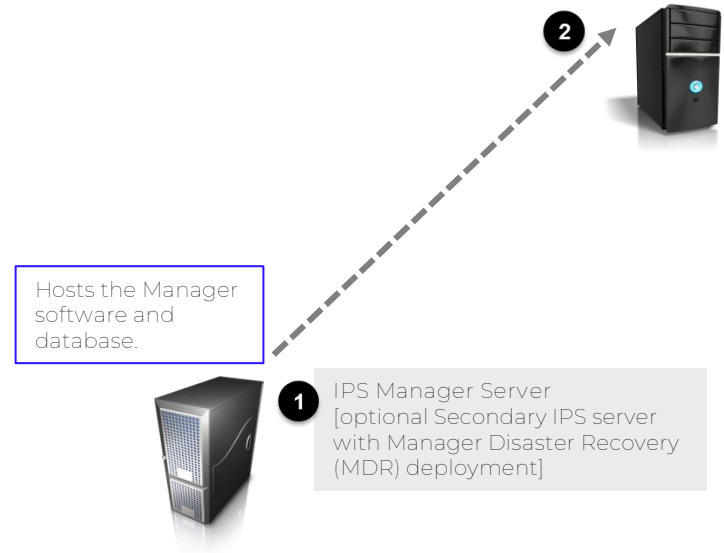 2
Hosts the Manager
software and
database.
1
IPS Manager Server
[optional Secondary IPS server
with Manager Disaster Recovery
(MDR) deployment]